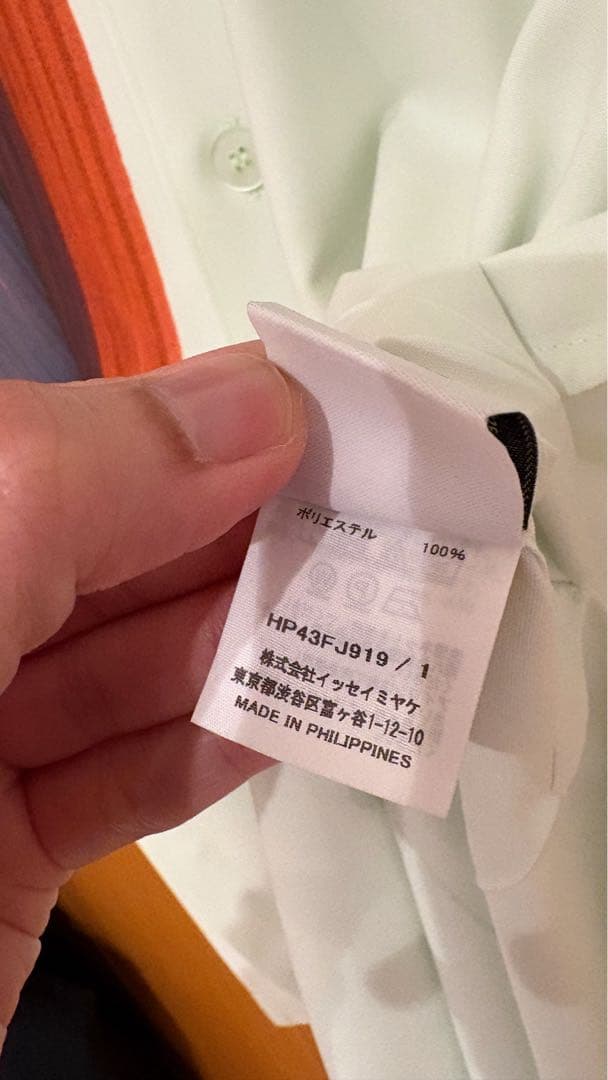 ポリエステル 100%
HP43FJ919 / 1
株式会社イッセイミヤケ
東京都渋谷区富ヶ谷1-12-10
MADE IN PHILIPPINES